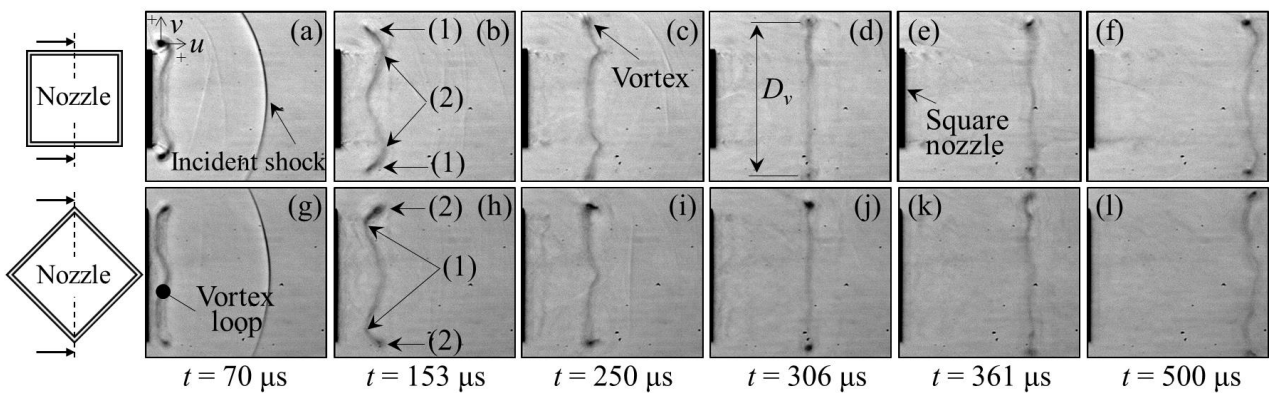 Nozzle
+
v
u
+
(a)
Incident shock
(1)
(b)
(2)
(1)
(c)
Vortex
(d)
Dv
(e)
Square
nozzle
(f)
Nozzle
(g)
Vortex
loop
(2)
(h)
(1)
(2)
(i)
(j)
(k)
(l)
t = 70 μs
t = 153 μs
t = 250 μs
t = 306 μs
t = 361 μs
t = 500 μs